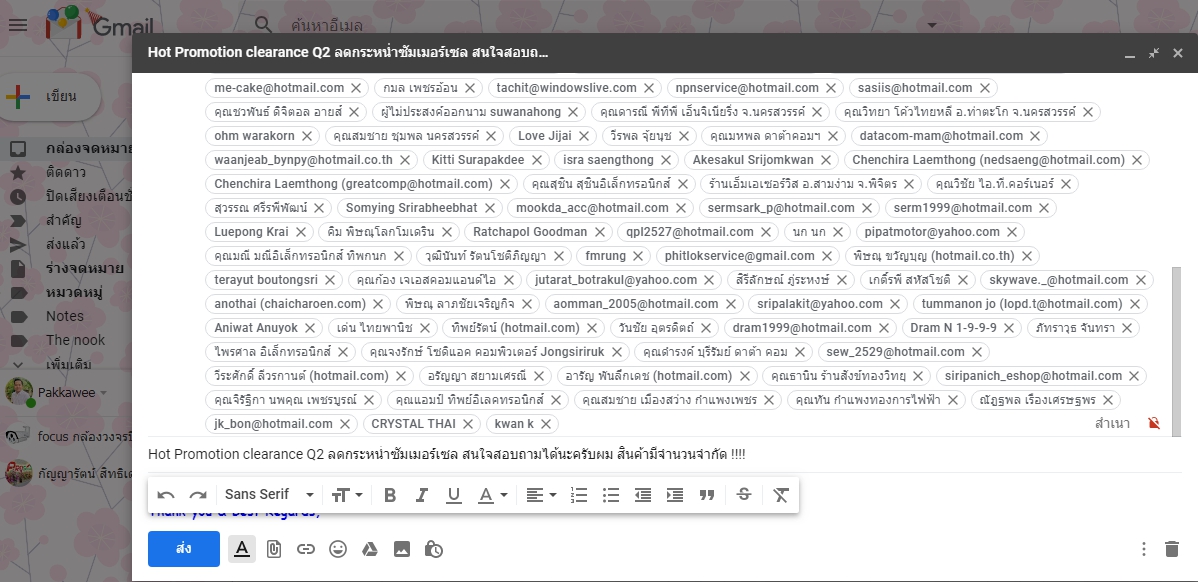 Gmail
ค้นหาอีเมล
Hot Promotion clearance Q2 ลดกระหน่ำซัมเมอร์เซล สนใจสอบถ...
เขียน
กล่องจดหมาย
ติดดาว
สำคัญ
ส่งแล้ว
ร่างจดหมาย
หมวดหมู่
Notes
The nook
เพิ่มเติม
Pakkawee
focus กล้องวงจรปิ
กัญญารัตน์ สิทธิเด
me-cake@hotmail.com กมล เพชรอ้อน tachit@windowslive.com npnservice@hotmail.com sasiis@hotmail.com
คุณชวพันธ์ ดิจิตอล อายส์ ผู้ไม่ประสงค์ออกนาม suwanahong คุณดารณี พีทีพี เอ็นจิเนียริ่ง จ.นครสวรรค์ คุณวิทยา โค้วไทยหลี อ.ท่าตะโก จ.นครสวรรค์
ohm warakorn คุณสมชาย ชุมพล นครสวรรค์ Love Jijai วีรพล จุ้ยนุช คุณมหพล ดาต้าคอมฯ datacom-mam@hotmail.com
waanjeab_bynpy@hotmail.co.th Kitti Surapakdee isra saengthong Akesakul Srijomkwan Chenchira Laemthong (nedsaeng@hotmail.com)
Chenchira Laemthong (greatcomp@hotmail.com) คุณสุชิน สุชินอิเล็กทรอนิกส์ ร้านเอ็มเอเซอร์วิส อ.สามง่าม จ.พิจิตร คุณวิชัย ไอ.ที.คอร์เนอร์
สุวรรณ ศรีรพีพัฒน์ Somying Srirabheebhat mookda_acc@hotmail.com sermsark_p@hotmail.com serm1999@hotmail.com
Luepong Krai คิม พิษณุโลกโมเดริน Ratchapol Goodman qpl2527@hotmail.com นก นก pipatmotor@yahoo.com
คุณมณี มณีอิเล็กทรอนิกส์ ทัพทนก วุฒินันท์ รัตนโชติภิญญา fmrung phitlokservice@gmail.com พิษณุ ขวัญบุญ (hotmail.co.th)
terayut boutongsri คุณก้อง เจเอสคอมแอนด์ไอ jutarat_botrakul@yahoo.com สิริลักษณ์ ภู่ระหงษ์ เกติ์รพี สหัสโชติ skywave._@hotmail.com
anothai (chaicharoen.com) พิษณุ ลาภชัยเจริญกิจ aomman_2005@hotmail.com sripalakit@yahoo.com tummanon jo (lopd.t@hotmail.com)
Aniwat Anuyok เด่น ไทยพานิช ทิพย์รัตน์ (hotmail.com) วันชัย อุตรดิตถ์ dram1999@hotmail.com Dram N 1-9-9-9 ภัทราวุธ จันทรา
ไพรศาล อิเล็กทรอนิกส์ คุณจงรักษ์ โซดิแอค คอมพิวเตอร์ Jongsiriruk คุณดำรงค์ บุรีรัมย์ ดาต้า คอม sew_2529@hotmail.com
วีระศักดิ์ ลิ่วรกานต์ (hotmail.com) อรัญญา สยามเศรณี อารัญ พันลึกเดช (hotmail.com) คุณธานิน ร้านสังข์ทองวิทยุ siripanich_eshop@hotmail.com
คุณจิรัฐิกา นพคุณ เพชรบูรณ์ คุณแอมป์ ทิพย์อิเลคทรอนิกส์ คุณสมชาย เมืองสว่าง กำแพงเพชร คุณทัน กำแพงทองการไฟฟ้า ณัฏฐพล เรืองเศรษฐพร
jk_bon@hotmail.com CRYSTAL THAI kwan k สำเนา
Hot Promotion clearance Q2 ลดกระหน่ำซัมเมอร์เซล สนใจสอบถามได้นะครับผม สินค้ามีจำนวนจำกัด !!!!
Sans Serif
Thank you & Best Regards,
ส่ง